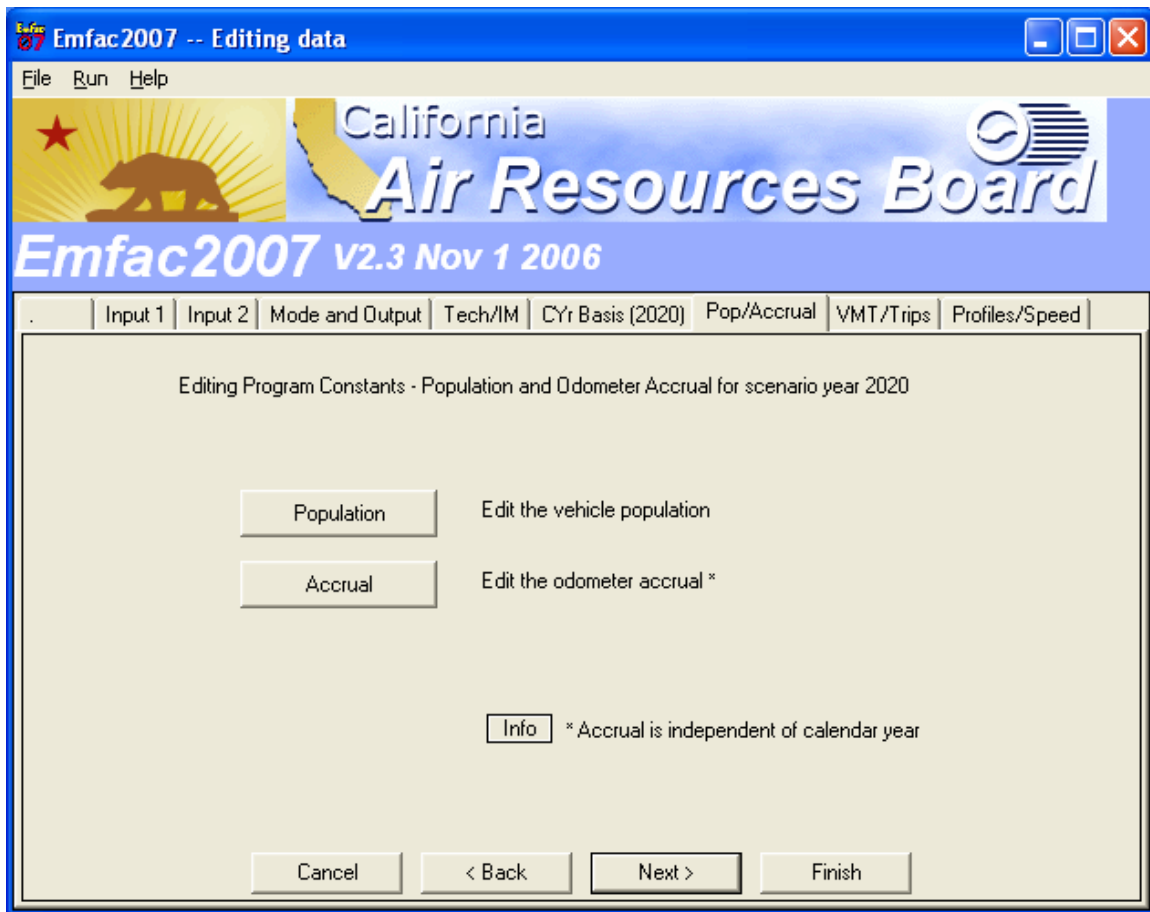 Emfac2007 -- Editing data
File Run Help
California
Air Resources Board
Emfac2007 V2.3 Nov 1 2006
. Input 1 Input 2 Mode and Output Tech/IM CYr Basis (2020) Pop/Accrual VMT/Trips Profiles/Speed
Editing Program Constants - Population and Odometer Accrual for scenario year 2020
Population Edit the vehicle population
Accrual Edit the odometer accrual *
Info * Accrual is independent of calendar year
Cancel < Back Next > Finish